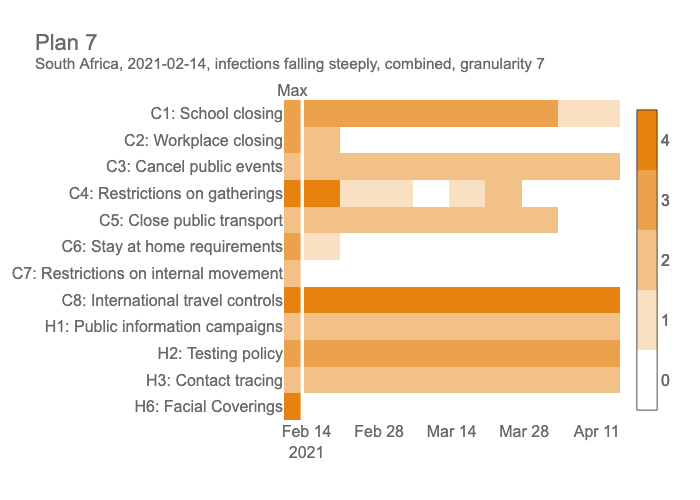 Plan 7
South Africa, 2021-02-14, infections falling steeply, combined, granularity 7
Max
C1: School closing
C2: Workplace closing
C3: Cancel public events
C4: Restrictions on gatherings
C5: Close public transport
C6: Stay at home requirements
C7: Restrictions on internal movement
C8: International travel controls
H1: Public information campaigns
H2: Testing policy
H3: Contact tracing
H6: Facial Coverings
Feb 14 Feb 28 Mar 14 Mar 28 Apr 11
2021
4
3
2
1
0